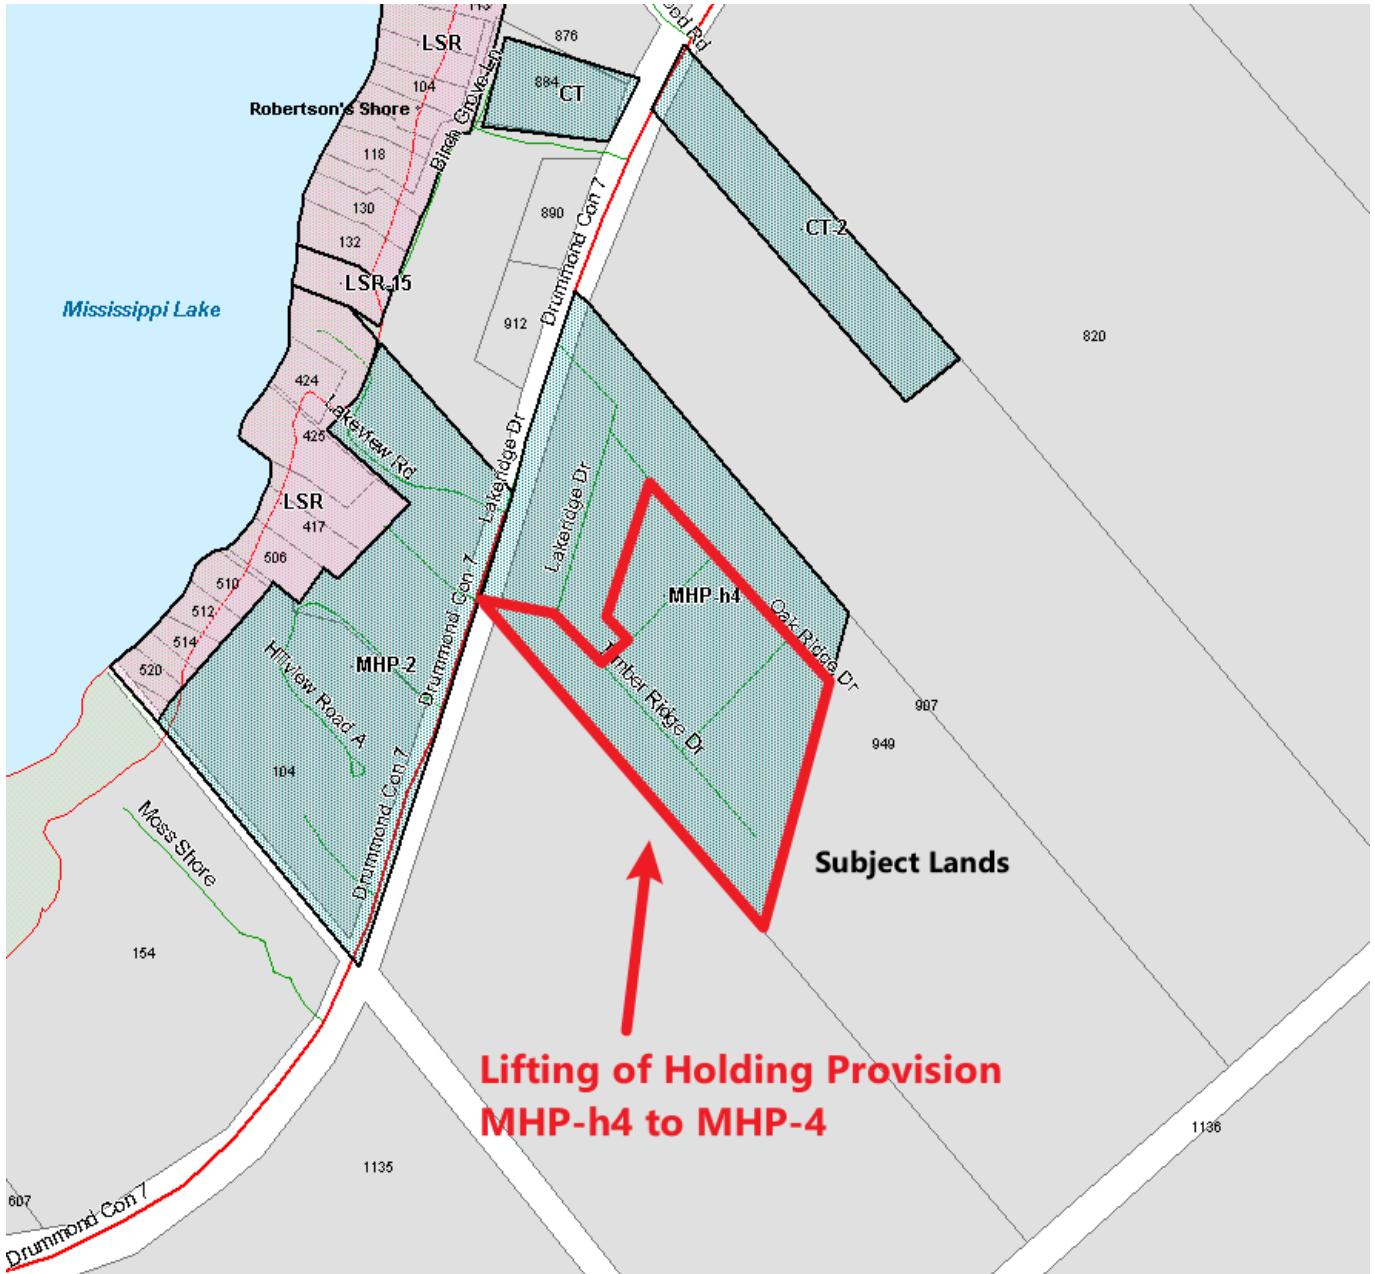 LSR
876
884
CT
104
Robertson's Shore
Birch Grove Ln
118
130
890
Drummond Con 7
132
CT-2
LSR-15
Mississippi Lake
912
820
424
425
Lakeview Rd
Lakeridge Dr
Lakeridge Dr
LSR
417
506
510
512
514
520
MHP-h4
Oak Ridge Dr
Drummond Con 7
MHP-2
Hillview Road A
Timber Ridge Dr
907
949
104
Drummond Con 7
Moss Shore
Subject Lands
154
Lifting of Holding Provision
MHP-h4 to MHP-4
1136
1135
607
Drummond Con 7